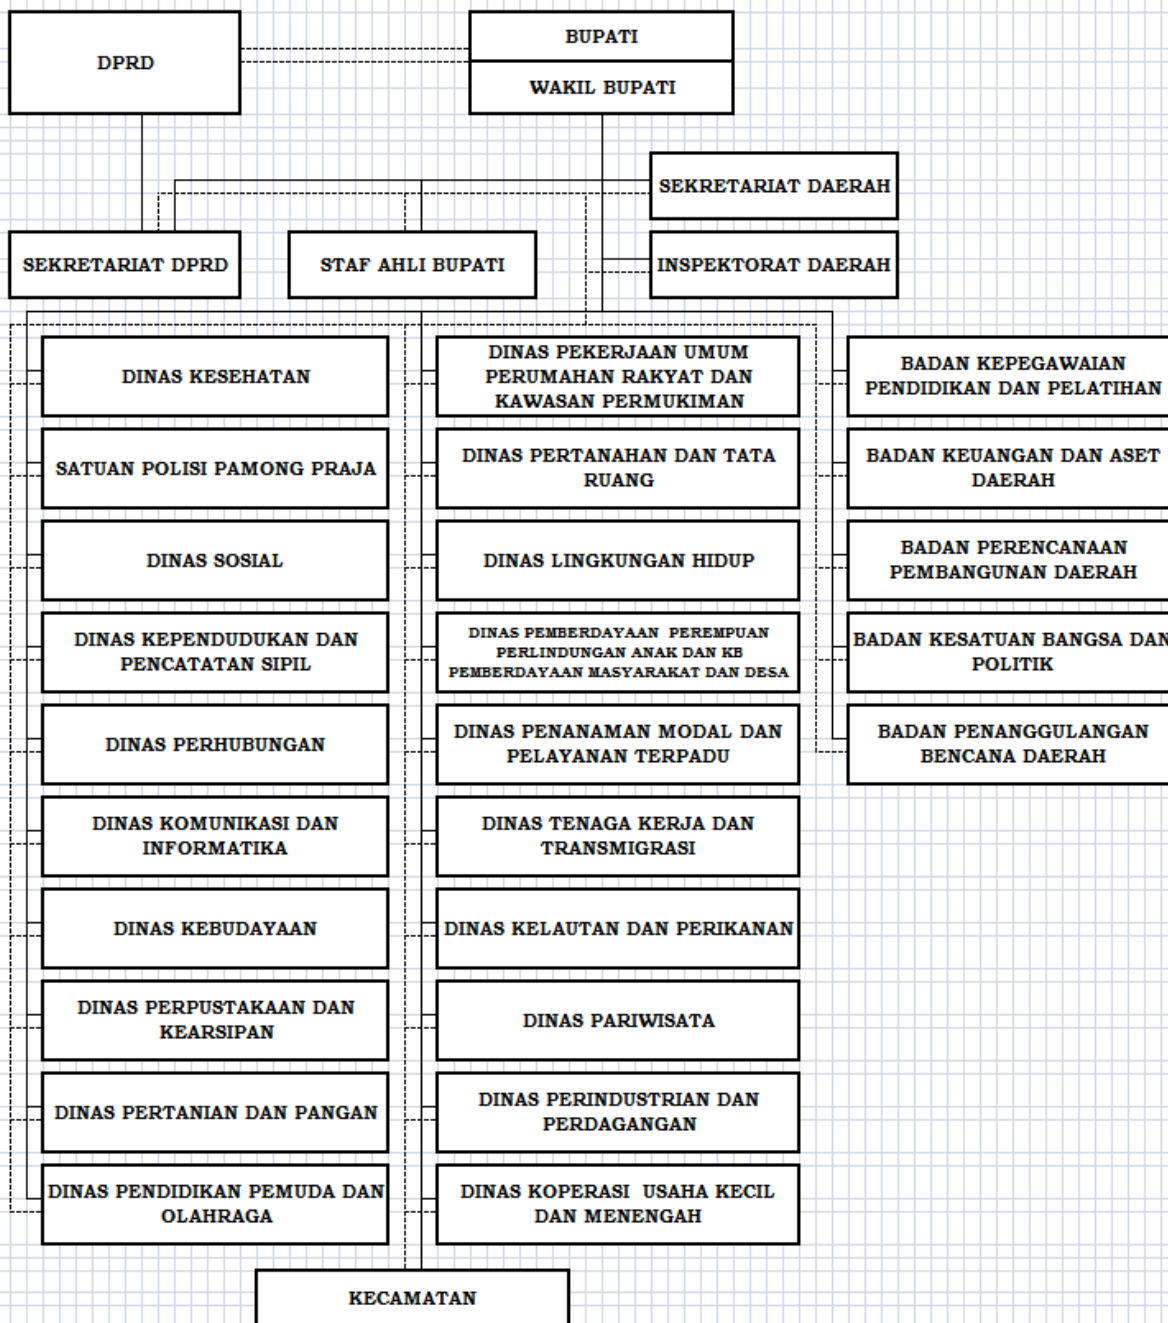 DPRD
BUPATI
WAKIL BUPATI
SEKRETARIAT DAERAH
SEKRETARIAT DPRD
STAF AHLI BUPATI
INSPEKTORAT DAERAH
DINAS KESEHATAN
SATUAN POLISI PAMONG PRAJA
DINAS SOSIAL
DINAS KEPENDUDUKAN DAN
PENCATATAN SIPIL
DINAS PERHUBUNGAN
DINAS KOMUNIKASI DAN
INFORMATIKA
DINAS KEBUDAYAAN
DINAS PERPUSTAKAAN DAN
KEARSIPAN
DINAS PERTANIAN DAN PANGAN
DINAS PENDIDIKAN PEMUDA DAN
OLAHRAGA
DINAS PEKERJAAN UMUM
PERUMAHAN RAKYAT DAN
KAWASAN PERMUKIMAN
DINAS PERTANAHAN DAN TATA
RUANG
DINAS LINGKUNGAN HIDUP
DINAS PEMBERDAYAAN PEREMPUAN
PERLINDUNGAN ANAK DAN KB
PEMBERDAYAAN MASYARAKAT DAN DESA
DINAS PENANAMAN MODAL DAN
PELAYANAN TERPADU
DINAS TENAGA KERJA DAN
TRANSMIGRASI
DINAS KELAUTAN DAN PERIKANAN
DINAS PARIWISATA
DINAS PERINDUSTRIAN DAN
PERDAGANGAN
DINAS KOPERASI USAHA KECIL
DAN MENENGAH
BADAN KEPEGAWAIAN
PENDIDIKAN DAN PELATIHAN
BADAN KEUANGAN DAN ASET
DAERAH
BADAN PERENCANAAN
PEMBANGUNAN DAERAH
BADAN KESATUAN BANGSA DAN
POLITIK
BADAN PENANGGULANGAN
BENCANA DAERAH
KECAMATAN